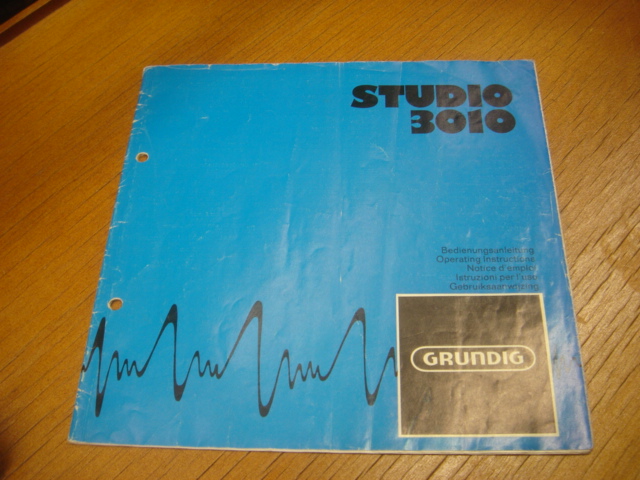 STUDIO
3010
Bedienungsanleitung
Operating Instructions
Notice d'emploi
Istruzioni per l'uso
Gebruiksaanwijzing
GRUNDIG